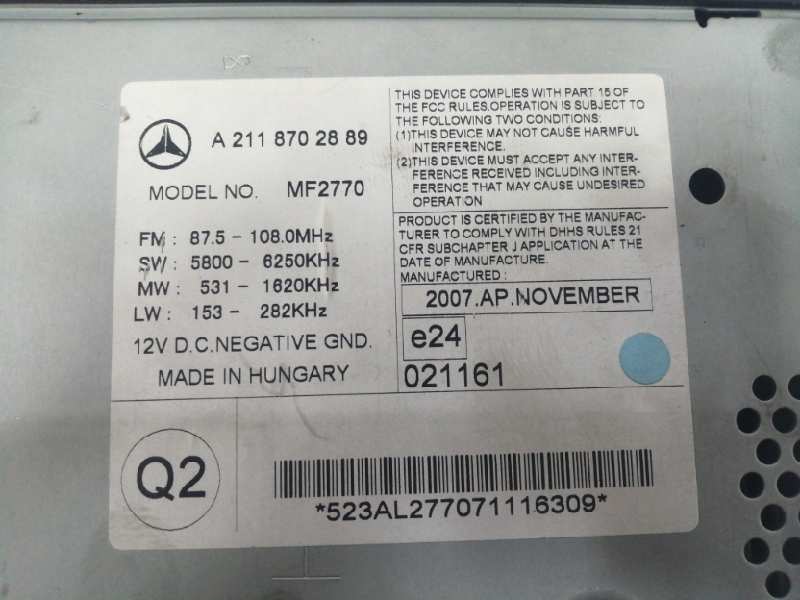 A 211 870 28 89
MODEL NO. MF2770
FM : 87.5 - 108.0MHz
SW : 5800 - 6250KHz
MW : 531 - 1620KHz
LW : 153 - 282KHz
12V D.C.NEGATIVE GND.
MADE IN HUNGARY
THIS DEVICE COMPLIES WITH PART 15 OF
THE FCC RULES.OPERATION IS SUBJECT TO
THE FOLLOWING TWO CONDITIONS:
(1)THIS DEVICE MAY NOT CAUSE HARMFUL
INTERFERENCE.
(2)THIS DEVICE MUST ACCEPT ANY INTER-
FERENCE RECEIVED INCLUDING INTER-
FERENCE THAT MAY CAUSE UNDESIRED
OPERATION
PRODUCT IS CERTIFIED BY THE MANUFAC-
TURER TO COMPLY WITH DHHS RULES 21
CFR SUBCHAPTER J APPLICATION AT THE
DATE OF MANUFACTURE.
MANUFACTURED :
2007.AP.NOVEMBER
e24
021161
Q2
*523AL277071116309*